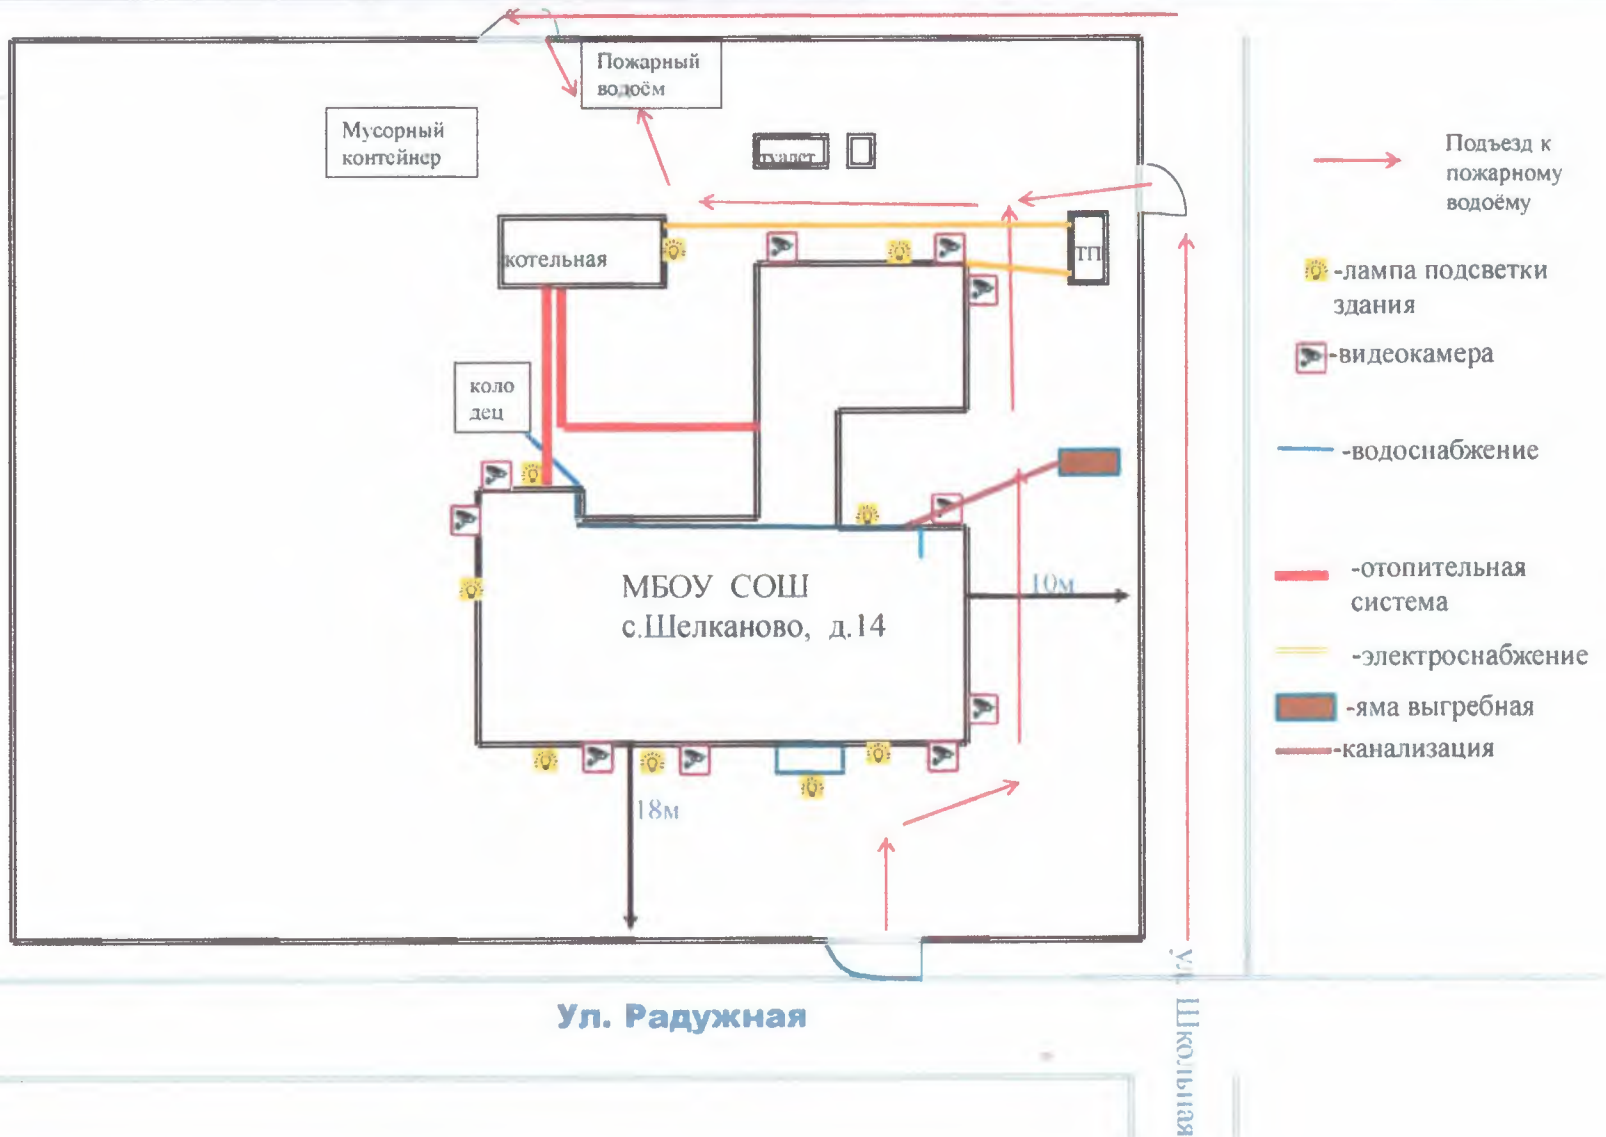 Пожарный
водоём
Мусорный
контейнер
туалет
Подъезд к
пожарному
водоёму
котельная
ТП
-лампа подсветки
здания
-видеокамера
коло
дец
-водоснабжение
МБОУ СОШ
с.Шелканово, д.14
10м
-отопительная
система
-электроснабжение
-яма выгребная
-канализация
18м
Ул. Радужная
Ул. Школьная